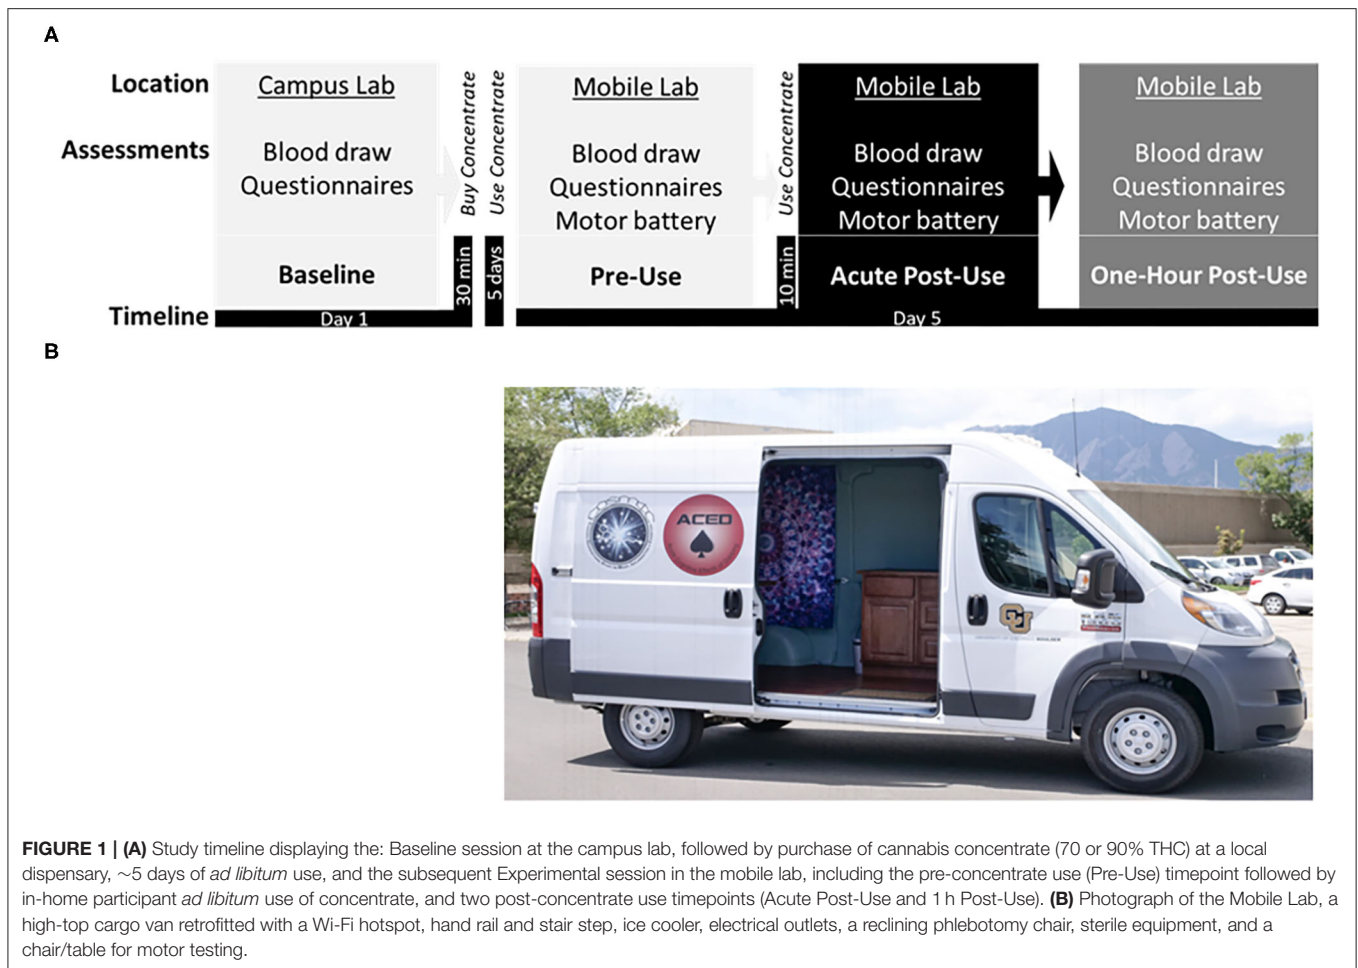 A
Location
Campus Lab
Buy Concentrate
Use Concentrate
Mobile Lab
Use Concentrate
Mobile Lab
Mobile Lab
Assessments
Blood draw
Questionnaires
Blood draw
Questionnaires
Motor battery
Blood draw
Questionnaires
Motor battery
Blood draw
Questionnaires
Motor battery
Baseline
30 min
5 days
Pre-Use
10 min
Acute Post-Use
One-Hour Post-Use
Timeline
Day 1
Day 5
B
ACED
CU
UNIVERSITY OF COLORADO BOULDER
FIGURE 1 | (A) Study timeline displaying the: Baseline session at the campus lab, followed by purchase of cannabis concentrate (70 or 90% THC) at a local
dispensary, ∼5 days of ad libitum use, and the subsequent Experimental session in the mobile lab, including the pre-concentrate use (Pre-Use) timepoint followed by
in-home participant ad libitum use of concentrate, and two post-concentrate use timepoints (Acute Post-Use and 1 h Post-Use). (B) Photograph of the Mobile Lab, a
high-top cargo van retrofitted with a Wi-Fi hotspot, hand rail and stair step, ice cooler, electrical outlets, a reclining phlebotomy chair, sterile equipment, and a
chair/table for motor testing.